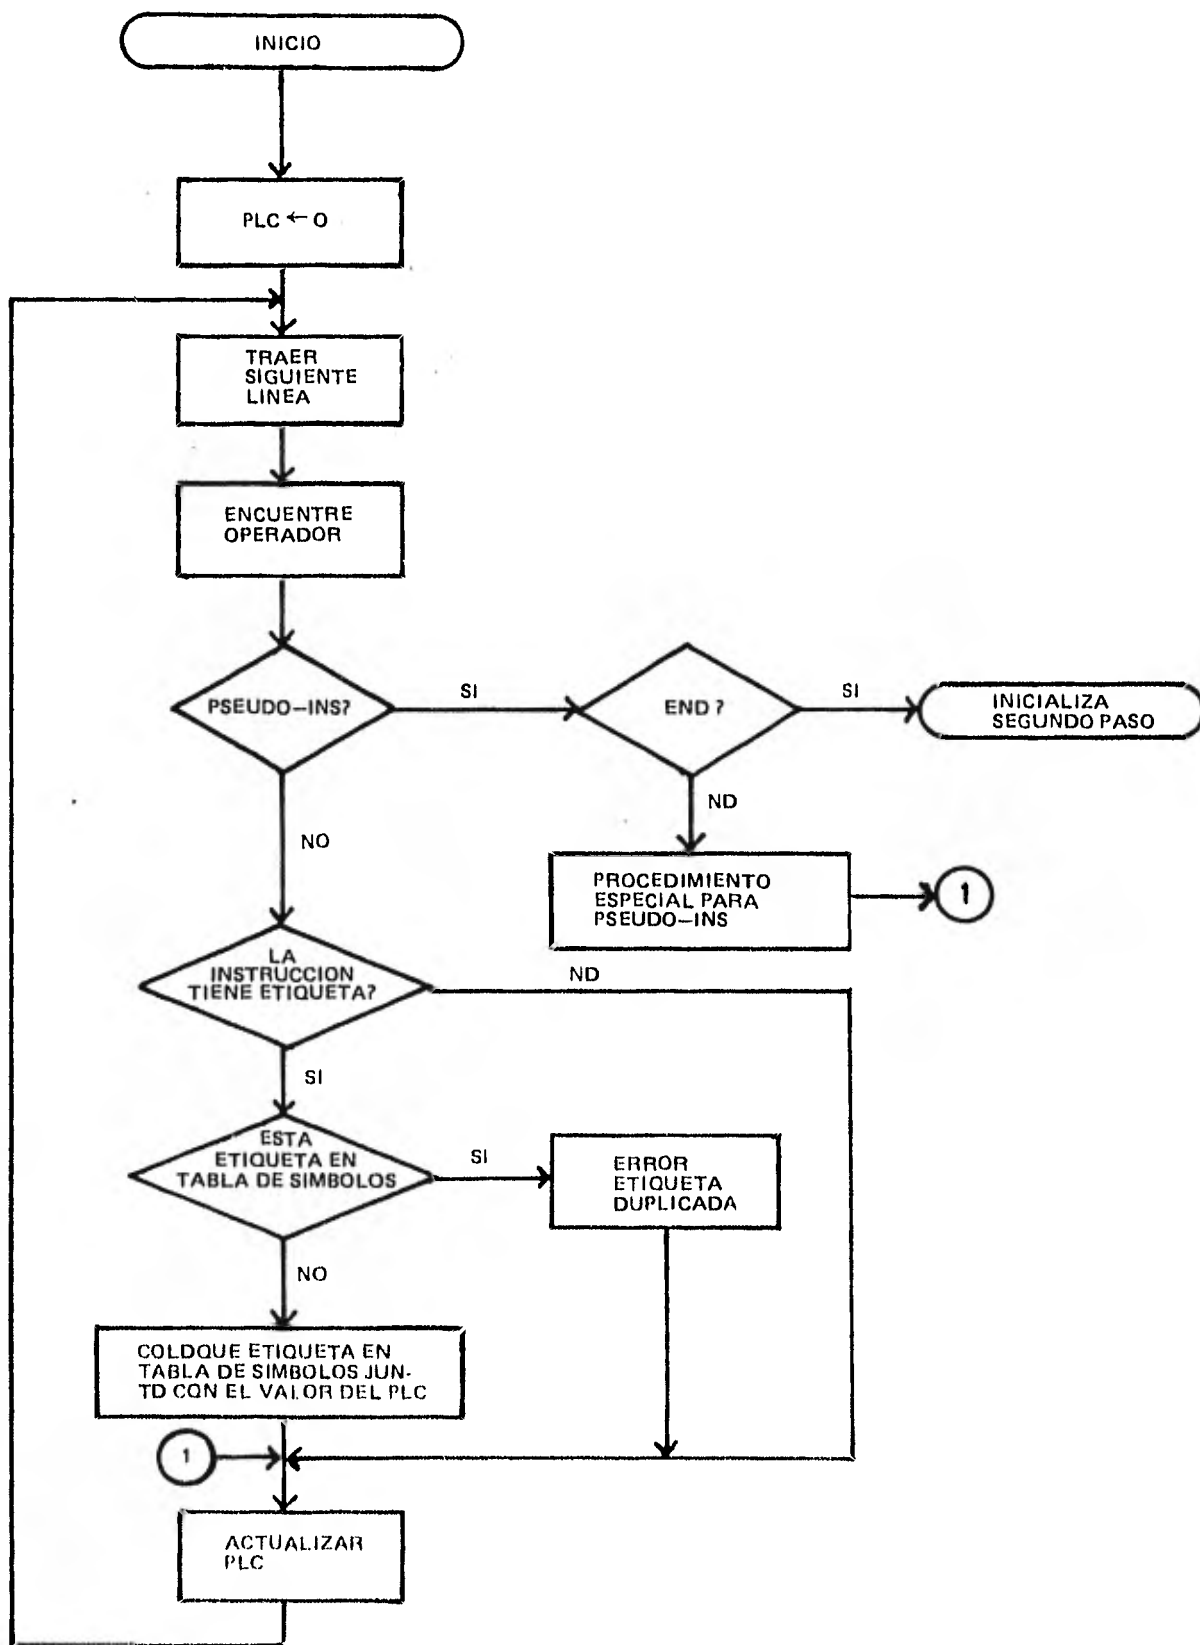 INICIO
PLC ← O
TRAER
SIGUIENTE
LINEA
ENCUENTRE
OPERADOR
PSEUDO–INS?
SI
END ?
SI
INICIALIZA
SEGUNDO PASO
NO
ND
PROCEDIMIENTO
ESPECIAL PARA
PSEUDO–INS
1
LA
INSTRUCCION
TIENE ETIQUETA?
ND
SI
ESTA
ETIQUETA EN
TABLA DE SIMBOLOS
SI
ERROR
ETIQUETA
DUPLICADA
NO
COLDQUE ETIQUETA EN
TABLA DE SIMBOLOS JUN-
TD CON EL VALOR DEL PLC
1
ACTUALIZAR
PLC